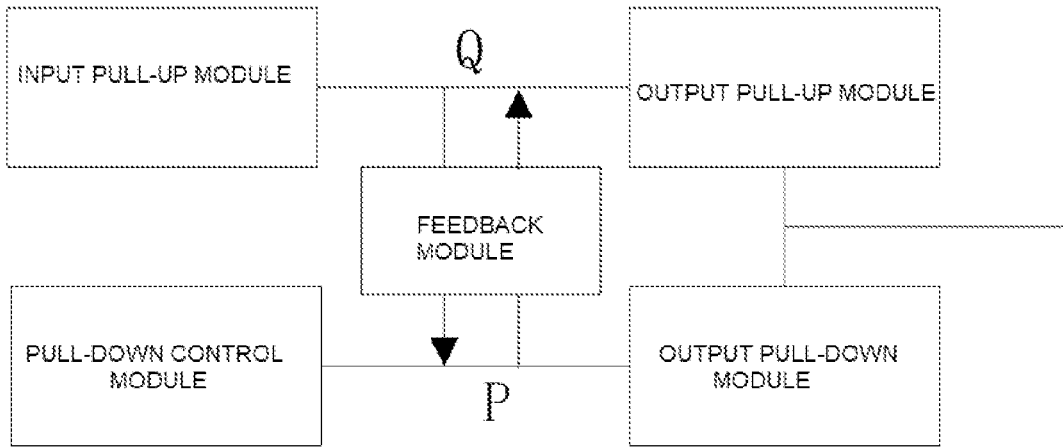 INPUT PULL-UP MODULE
Q
OUTPUT PULL-UP MODULE
FEEDBACK
MODULE
PULL-DOWN CONTROL
MODULE
P
OUTPUT PULL-DOWN
MODULE